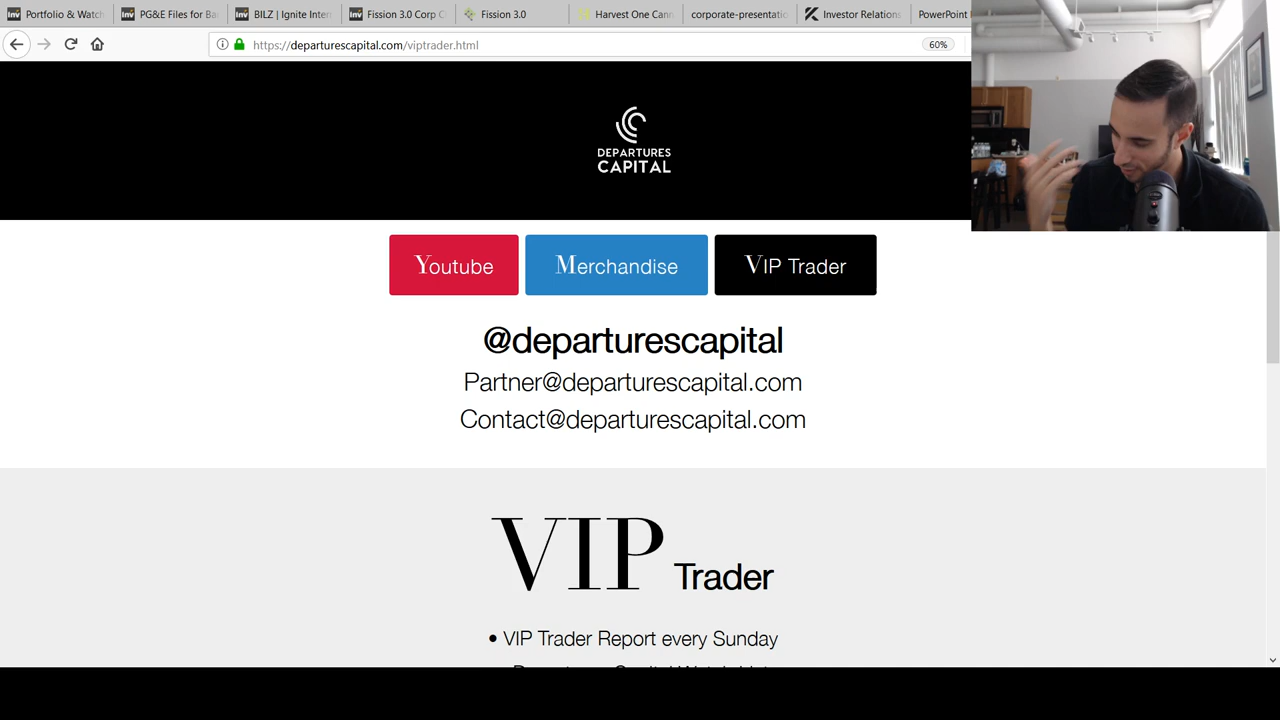 Portfolio & Watch
PG&E Files for Ba
BILZ | Ignite Inter
Fission 3.0 Corp C
Fission 3.0
Harvest One Cann
corporate-presentatio
Investor Relations
PowerPoint
https://departurescapital.com/viptrader.html
60%
DEPARTURES
CAPITAL
Youtube
Merchandise
VIP Trader
@departurescapital
Partner@departurescapital.com
Contact@departurescapital.com
VIP Trader
• VIP Trader Report every Sunday